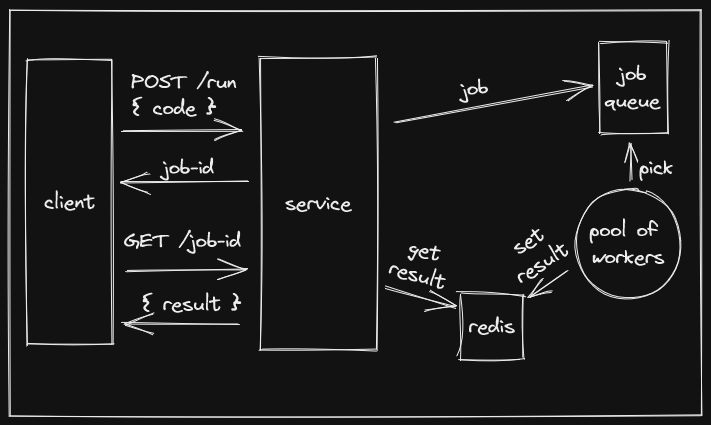 POST /run
{ code }
job-id
client
GET /job-id
{ result }
service
job
job
queue
pick
pool of
workers
get
result
set
result
redis